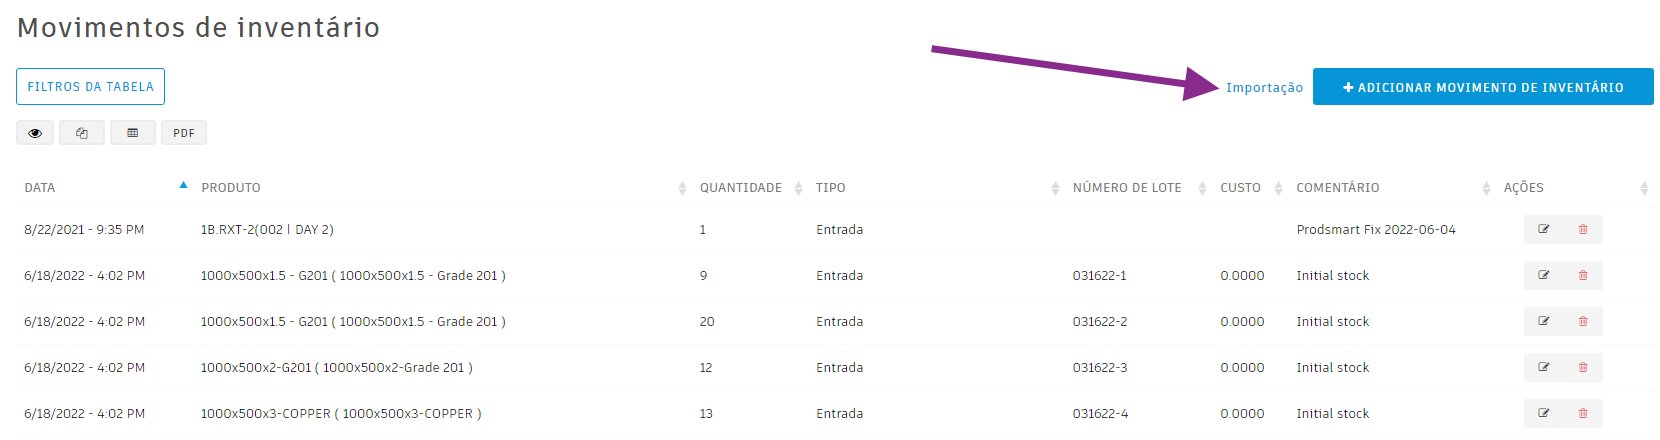 Movimentos de inventário
FILTROS DA TABELA
Importação
ADICIONAR MOVIMENTO DE INVENTÁRIO
PDF
DATA PRODUTO QUANTIDADE TIPO NÚMERO DE LOTE CUSTO COMENTÁRIO AÇÕES
8/22/2021 - 9:35 PM 1B.RXT-2(002 | DAY 2) 1 Entrada Prodsmart Fix 2022-06-04
6/18/2022 - 4:02 PM 1000x500x1.5 - G201 ( 1000x500x1.5 - Grade 201 ) 9 Entrada 031622-1 0.0000 Initial stock
6/18/2022 - 4:02 PM 1000x500x1.5 - G201 ( 1000x500x1.5 - Grade 201 ) 20 Entrada 031622-2 0.0000 Initial stock
6/18/2022 - 4:02 PM 1000x500x2-G201 ( 1000x500x2-Grade 201 ) 12 Entrada 031622-3 0.0000 Initial stock
6/18/2022 - 4:02 PM 1000x500x3-COPPER ( 1000x500x3-COPPER ) 13 Entrada 031622-4 0.0000 Initial stock